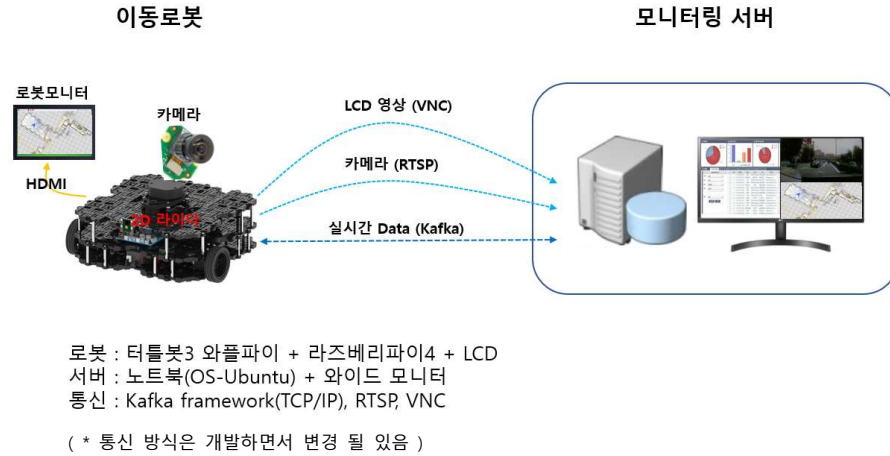 이동로봇
모니터링 서버
로봇모니터
카메라
LCD 영상 (VNC)
카메라 (RTSP)
HDMI
2D 라이다
실시간 Data (Kafka)
로봇 : 터틀봇3 와플파이 + 라즈베리파이4 + LCD
서버 : 노트북(OS-Ubuntu) + 와이드 모니터
통신 : Kafka framework(TCP/IP), RTSP, VNC
( * 통신 방식은 개발하면서 변경 될 있음 )